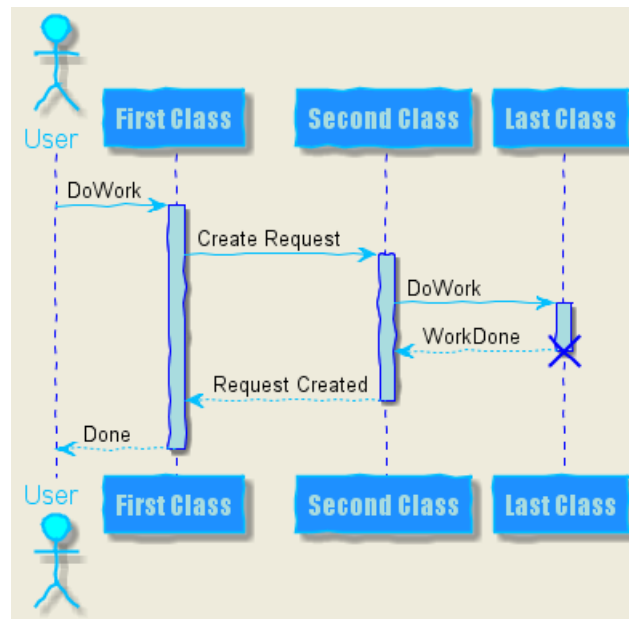 User
First Class
Second Class
Last Class
DoWork
Create Request
DoWork
WorkDone
Request Created
Done
User
First Class
Second Class
Last Class